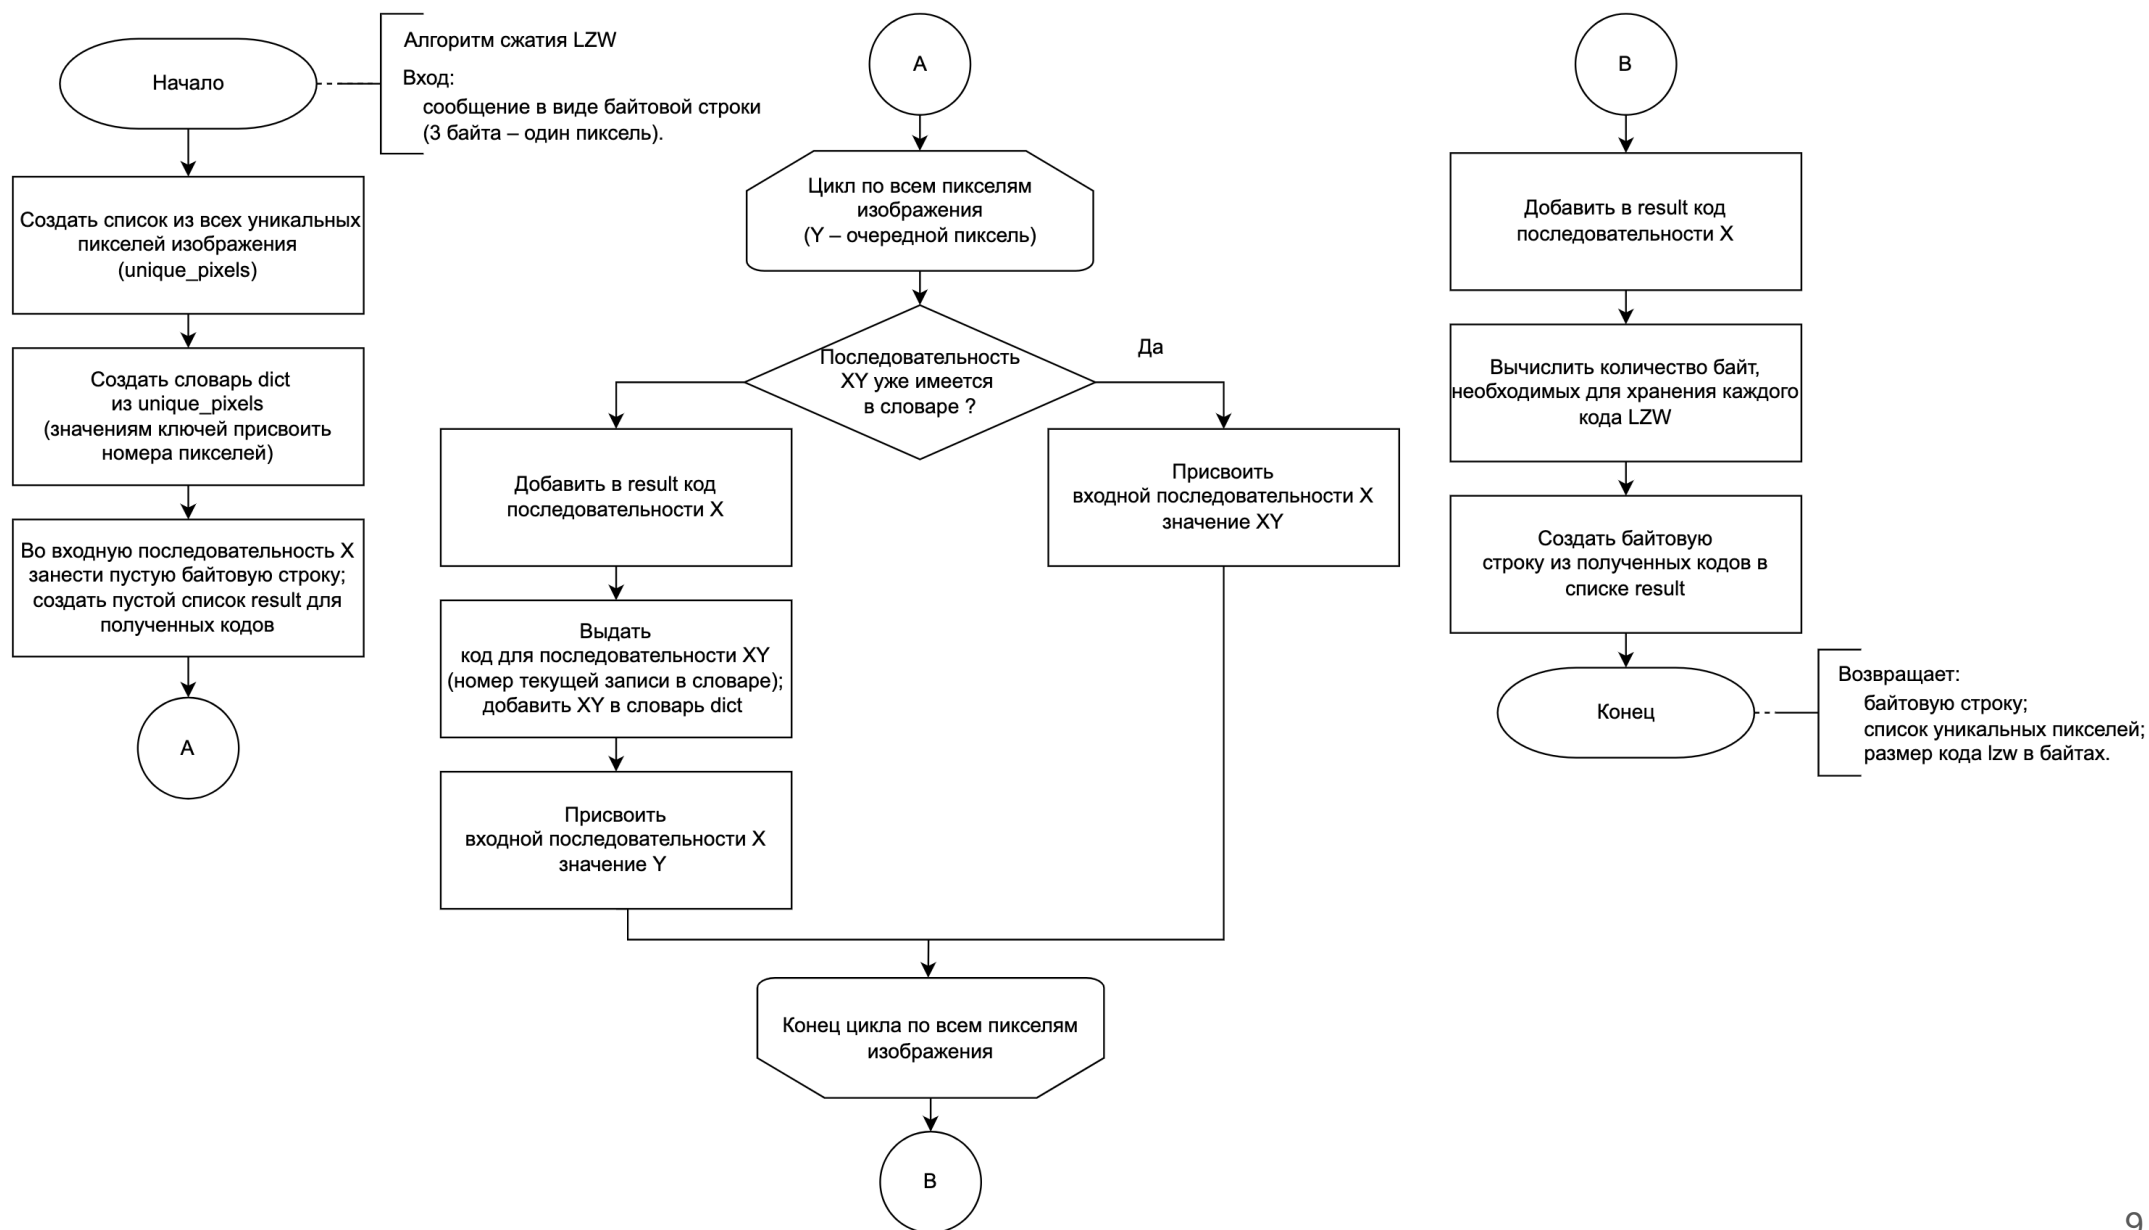 Начало
Алгоритм сжатия LZW
Вход:
сообщение в виде байтовой строки
(3 байта – один пиксель).
Создать список из всех уникальных
пикселей изображения
(unique_pixels)
Создать словарь dict
из unique_pixels
(значениям ключей присвоить
номера пикселей)
Во входную последовательность X
занести пустую байтовую строку;
создать пустой список result для
полученных кодов
A
A
Цикл по всем пикселям
изображения
(Y – очередной пиксель)
Последовательность
XY уже имеется
в словаре ?
Да
Добавить в result код
последовательности X
Выдать
код для последовательности XY
(номер текущей записи в словаре);
добавить XY в словарь dict
Присвоить
входной последовательности X
значение Y
Присвоить
входной последовательности X
значение XY
Конец цикла по всем пикселям
изображения
B
B
Добавить в result код
последовательности X
Вычислить количество байт,
необходимых для хранения каждого
кода LZW
Создать байтовую
строку из полученных кодов в
списке result
Конец
Возвращает:
байтовую строку;
список уникальных пикселей;
размер кода lzw в байтах.
9